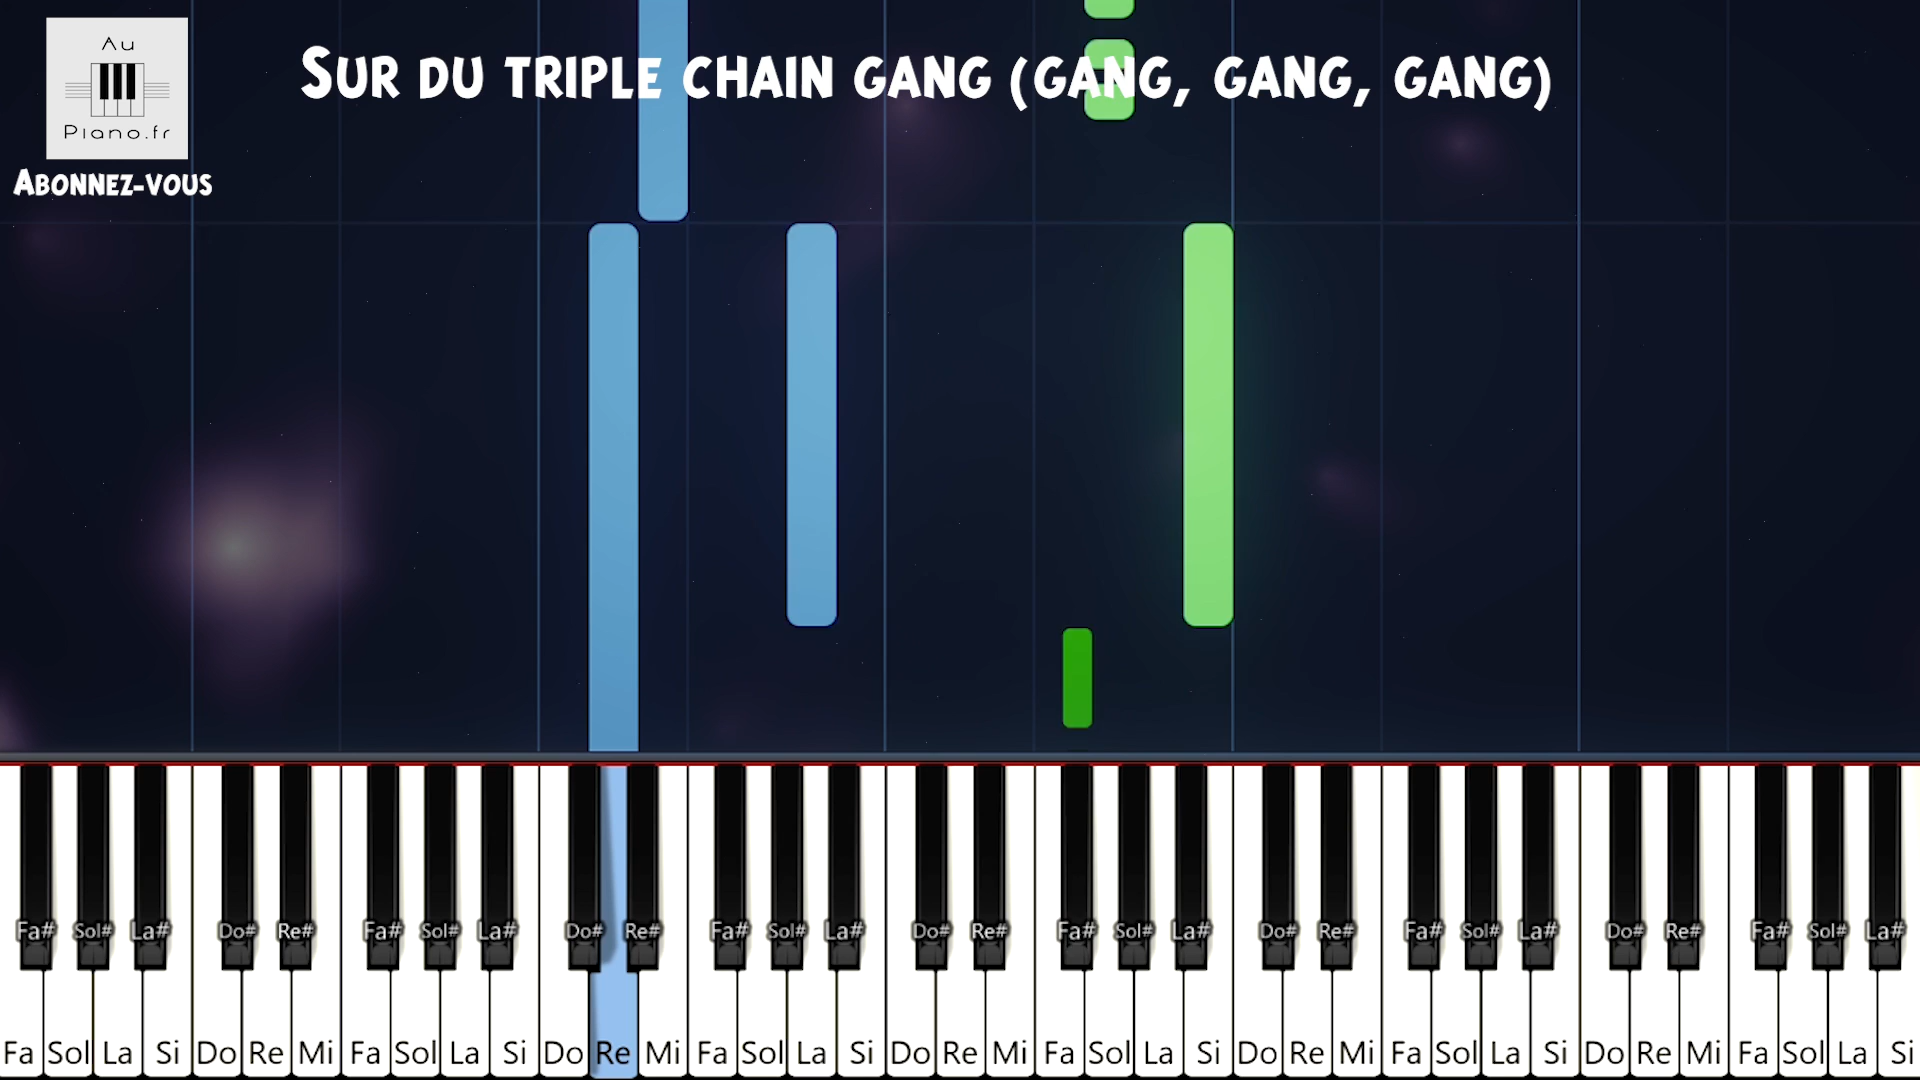 Au
Piano.fr
Sur du triple chain gang (gang, gang, gang)
Abonnez-vous
Fa# Sol# La# Do# Re# Fa# Sol# La# Do# Re# Fa# Sol# La# Do# Re# Fa# Sol# La# Do# Re# Fa# Sol# La# Do# Re# Fa# Sol# La#
Fa Sol La Si Do Re Mi Fa Sol La Si Do Re Mi Fa Sol La Si Do Re Mi Fa Sol La Si Do Re Mi Fa Sol La Si Do Re Mi Fa Sol La Si